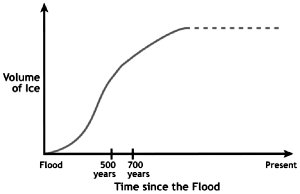 Volume
of Ice
Flood
500
years
700
years
Present
Time since the Flood